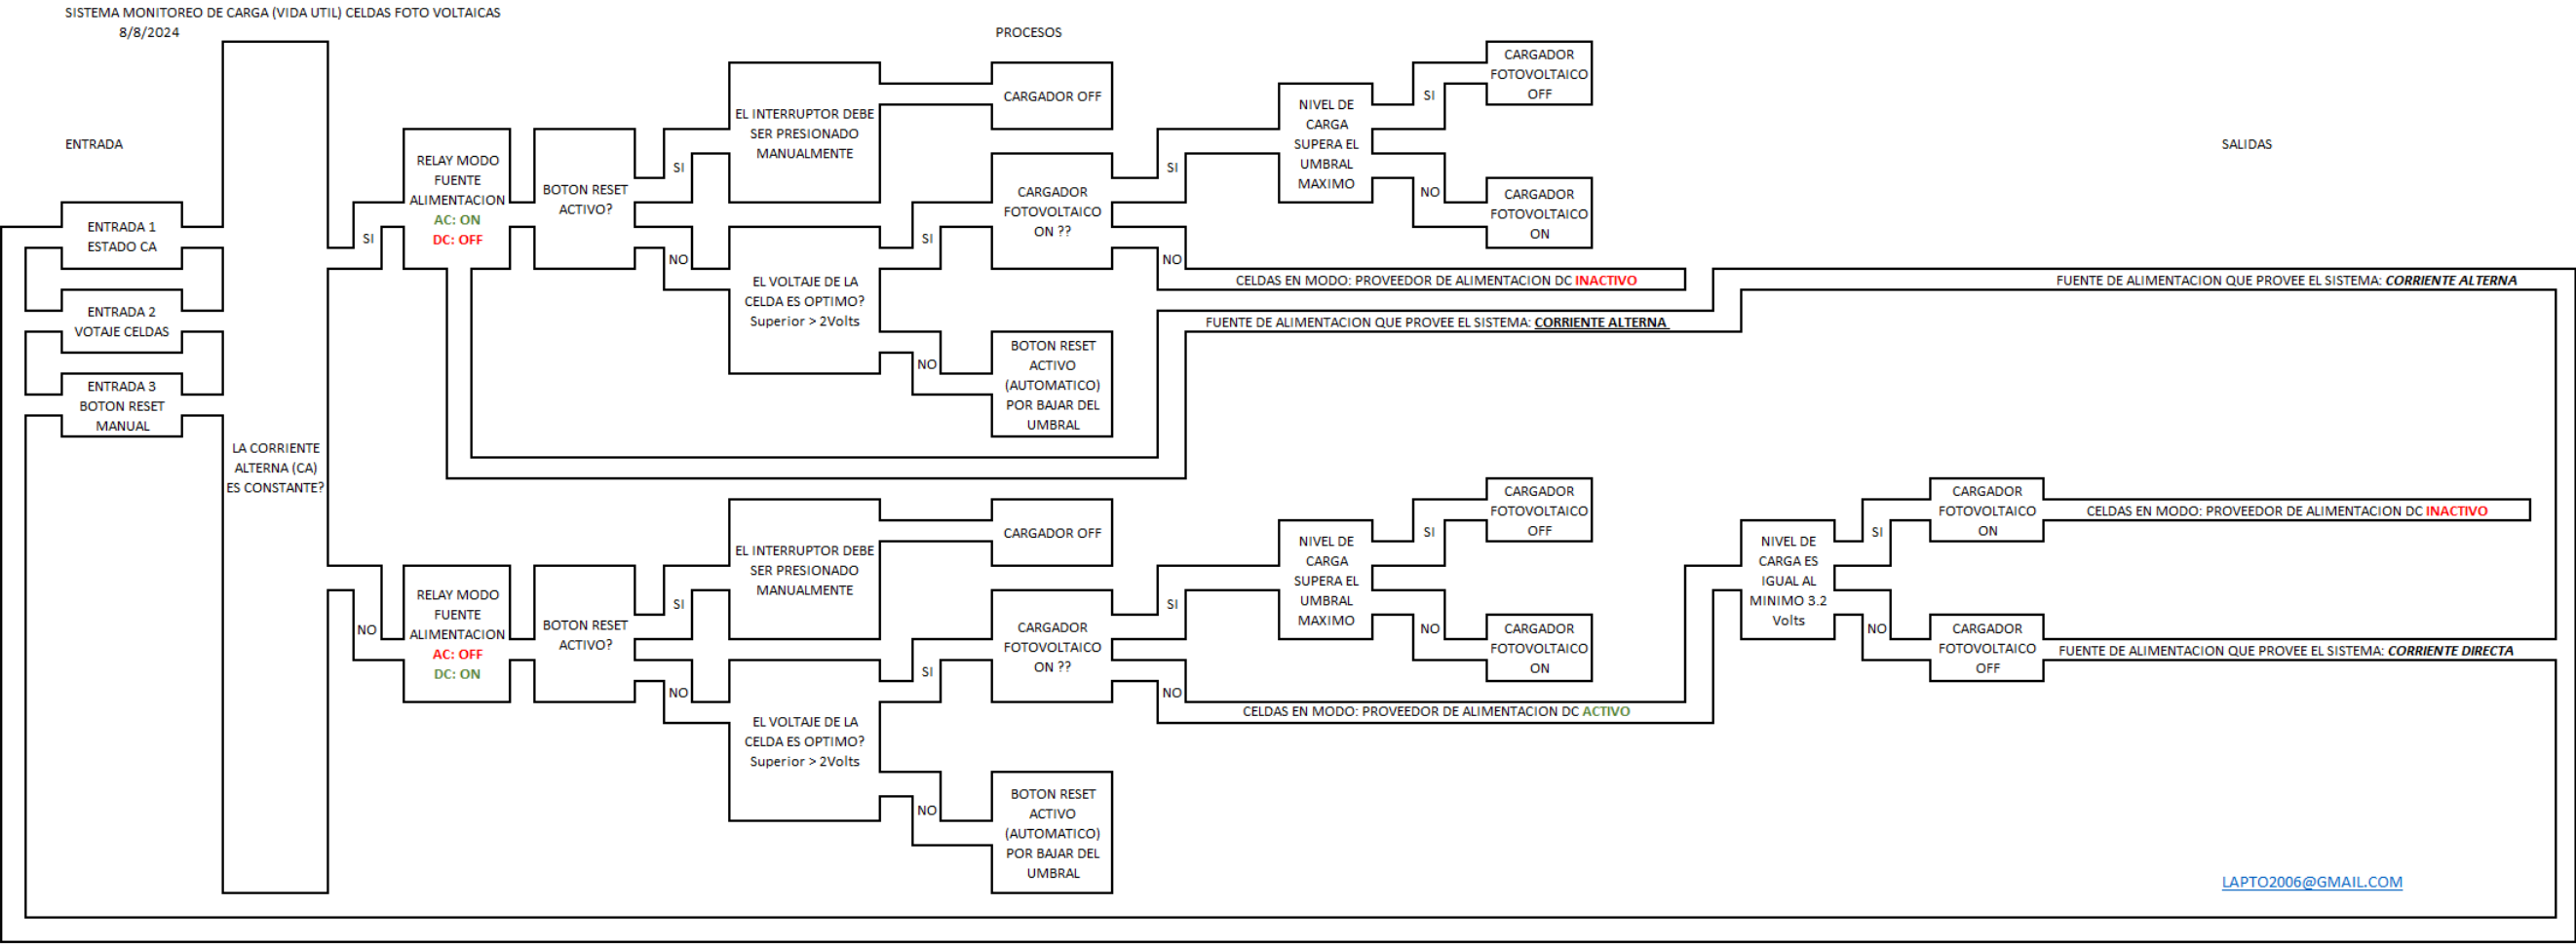 SISTEMA MONITOREO DE CARGA (VIDA UTIL) CELDAS FOTO VOLTAICAS
8/8/2024
PROCESOS
ENTRADA
SALIDAS
ENTRADA 1
ESTADO CA
ENTRADA 2
VOTAJE CELDAS
ENTRADA 3
BOTON RESET
MANUAL
LA CORRIENTE
ALTERNA (CA)
ES CONSTANTE?
SI
RELAY MODO
FUENTE
ALIMENTACION
AC: ON
DC: OFF
BOTON RESET
ACTIVO?
SI
EL INTERRUPTOR DEBE
SER PRESIONADO
MANUALMENTE
CARGADOR OFF
NO
EL VOLTAJE DE LA
CELDA ES OPTIMO?
Superior > 2Volts
SI
CARGADOR
FOTOVOLTAICO
ON ??
SI
NIVEL DE
CARGA
SUPERA EL
UMBRAL
MAXIMO
SI
CARGADOR
FOTOVOLTAICO
OFF
NO
CARGADOR
FOTOVOLTAICO
ON
NO
CELDAS EN MODO: PROVEEDOR DE ALIMENTACION DC INACTIVO
FUENTE DE ALIMENTACION QUE PROVEE EL SISTEMA: CORRIENTE ALTERNA
FUENTE DE ALIMENTACION QUE PROVEE EL SISTEMA: CORRIENTE ALTERNA
NO
BOTON RESET
ACTIVO
(AUTOMATICO)
POR BAJAR DEL
UMBRAL
NO
RELAY MODO
FUENTE
ALIMENTACION
AC: OFF
DC: ON
BOTON RESET
ACTIVO?
SI
EL INTERRUPTOR DEBE
SER PRESIONADO
MANUALMENTE
CARGADOR OFF
NO
EL VOLTAJE DE LA
CELDA ES OPTIMO?
Superior > 2Volts
SI
CARGADOR
FOTOVOLTAICO
ON ??
SI
NIVEL DE
CARGA
SUPERA EL
UMBRAL
MAXIMO
SI
CARGADOR
FOTOVOLTAICO
OFF
NO
CARGADOR
FOTOVOLTAICO
ON
NO
CELDAS EN MODO: PROVEEDOR DE ALIMENTACION DC ACTIVO
NIVEL DE
CARGA ES
IGUAL AL
MINIMO 3.2
Volts
SI
CARGADOR
FOTOVOLTAICO
ON
CELDAS EN MODO: PROVEEDOR DE ALIMENTACION DC INACTIVO
NO
CARGADOR
FOTOVOLTAICO
OFF
FUENTE DE ALIMENTACION QUE PROVEE EL SISTEMA: CORRIENTE DIRECTA
NO
BOTON RESET
ACTIVO
(AUTOMATICO)
POR BAJAR DEL
UMBRAL
LAPTO2006@GMAIL.COM